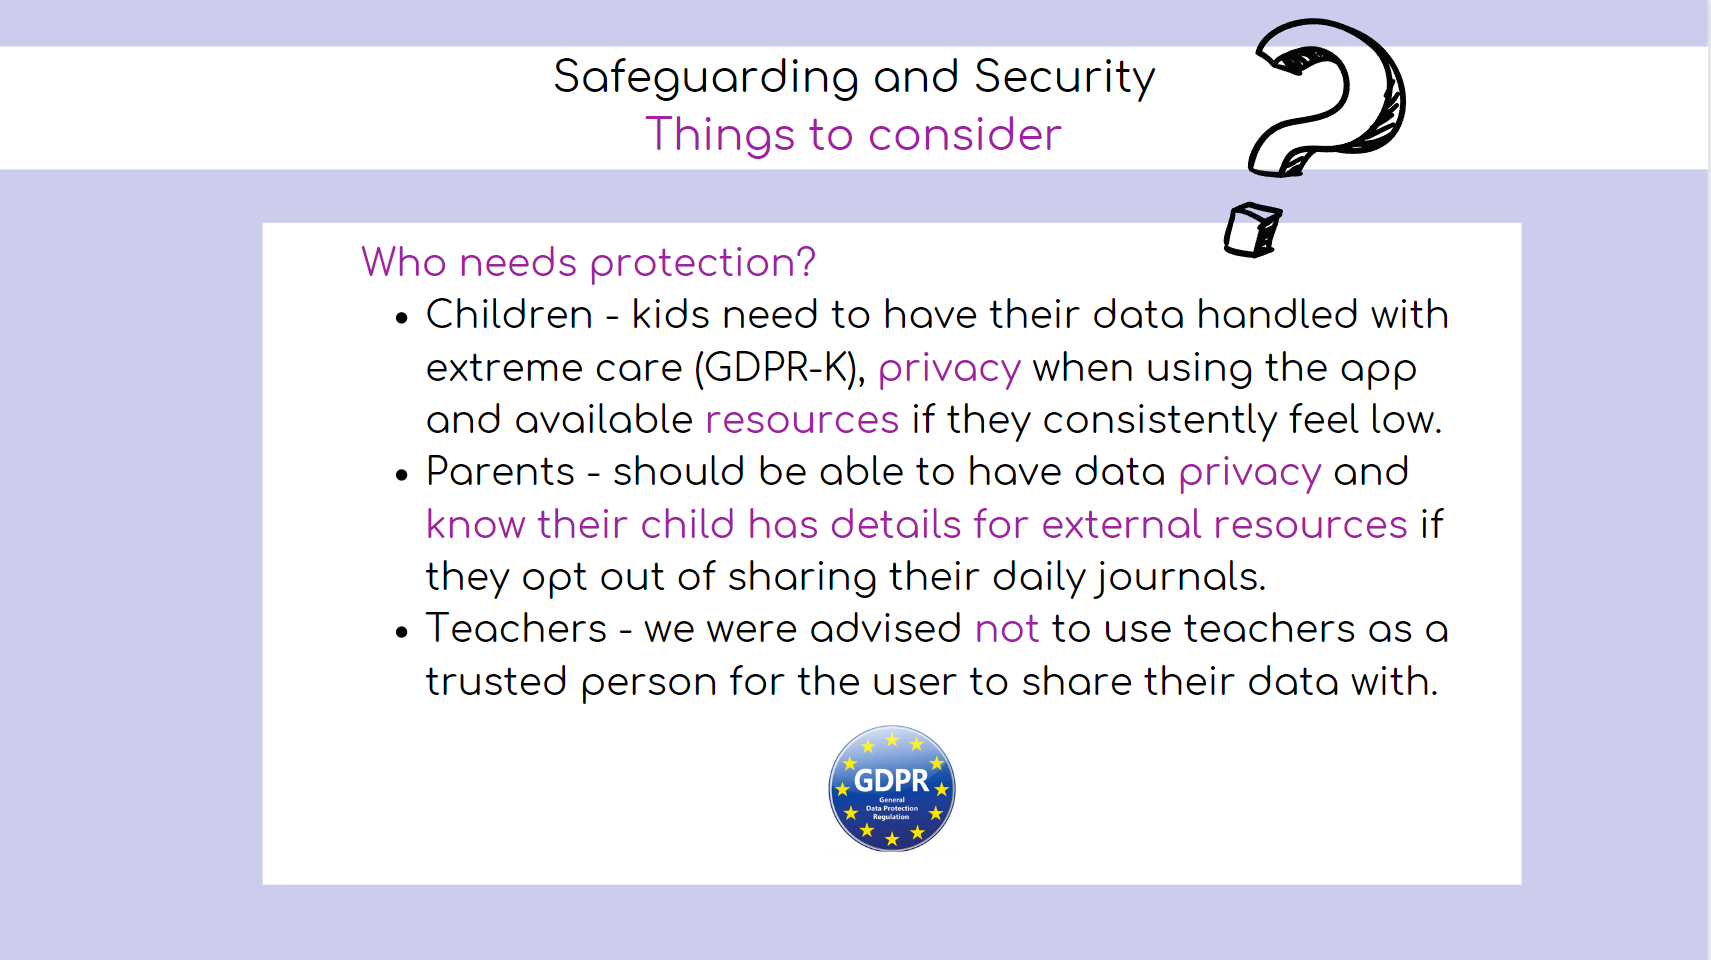 Safeguarding and Security
Things to consider
Who needs protection?
• Children - kids need to have their data handled with
extreme care (GDPR-K), privacy when using the app
and available resources if they consistently feel low.
• Parents - should be able to have data privacy and
know their child has details for external resources if
they opt out of sharing their daily journals.
• Teachers - we were advised not to use teachers as a
trusted person for the user to share their data with.
GDPR
General
Data Protection
Regulation